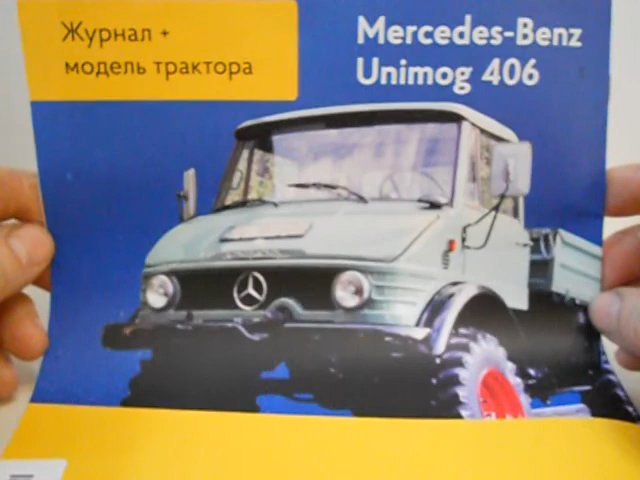 Журнал +
модель трактора
Mercedes-Benz
Unimog 406